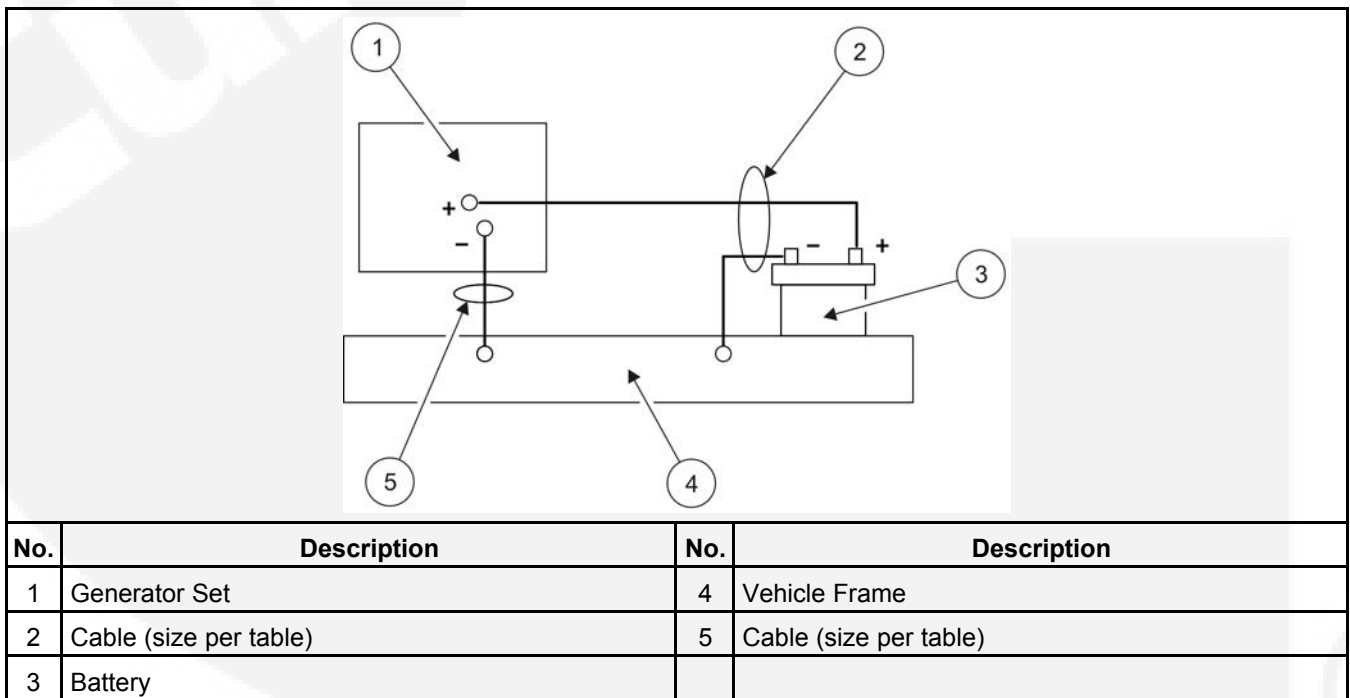 1
2
+
−
− +
3
5
4
No. Description No. Description
1 Generator Set 4 Vehicle Frame
2 Cable (size per table) 5 Cable (size per table)
3 Battery